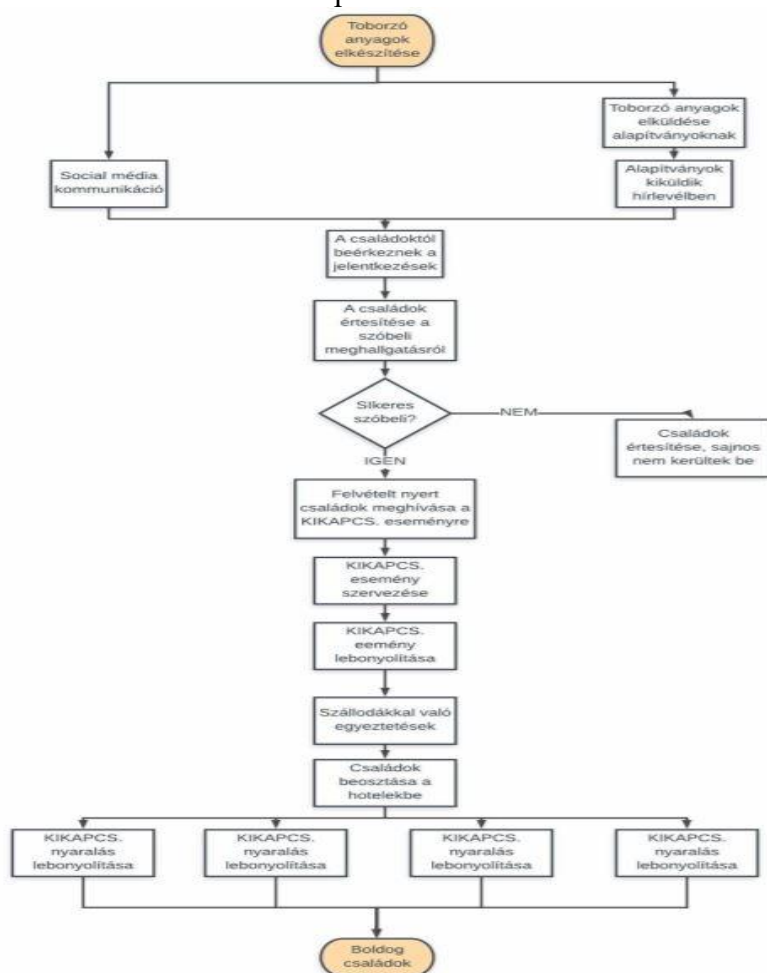 Toborzó
anyagok
elkészítése
Toborzó anyagok
elküldése
alapítványoknak
Social média
kommunikáció
Alapítványok
kiküldik
hírlevélben
A családoktól
beérkeznek a
jelentkezések
A családok
értesítése a
szóbeli
meghallgatásról
SIkeres
szóbeli?
NEM
Családok
értesítése, sajnos
nem kerültek be
IGEN
Felvételt nyert
családok meghívása a
KIKAPCS. eseményre
KIKAPCS.
esemény
szervezése
KIKAPCS.
eemény
lebonyolítása
Szállodákkal való
egyeztetések
Családok
beosztása a
hotelekbe
KIKAPCS.
nyaralás
lebonyolítása
KIKAPCS.
nyaralás
lebonyolítása
KIKAPCS.
nyaralás
lebonyolítása
KIKAPCS.
nyaralás
lebonyolítása
Boldog
családok